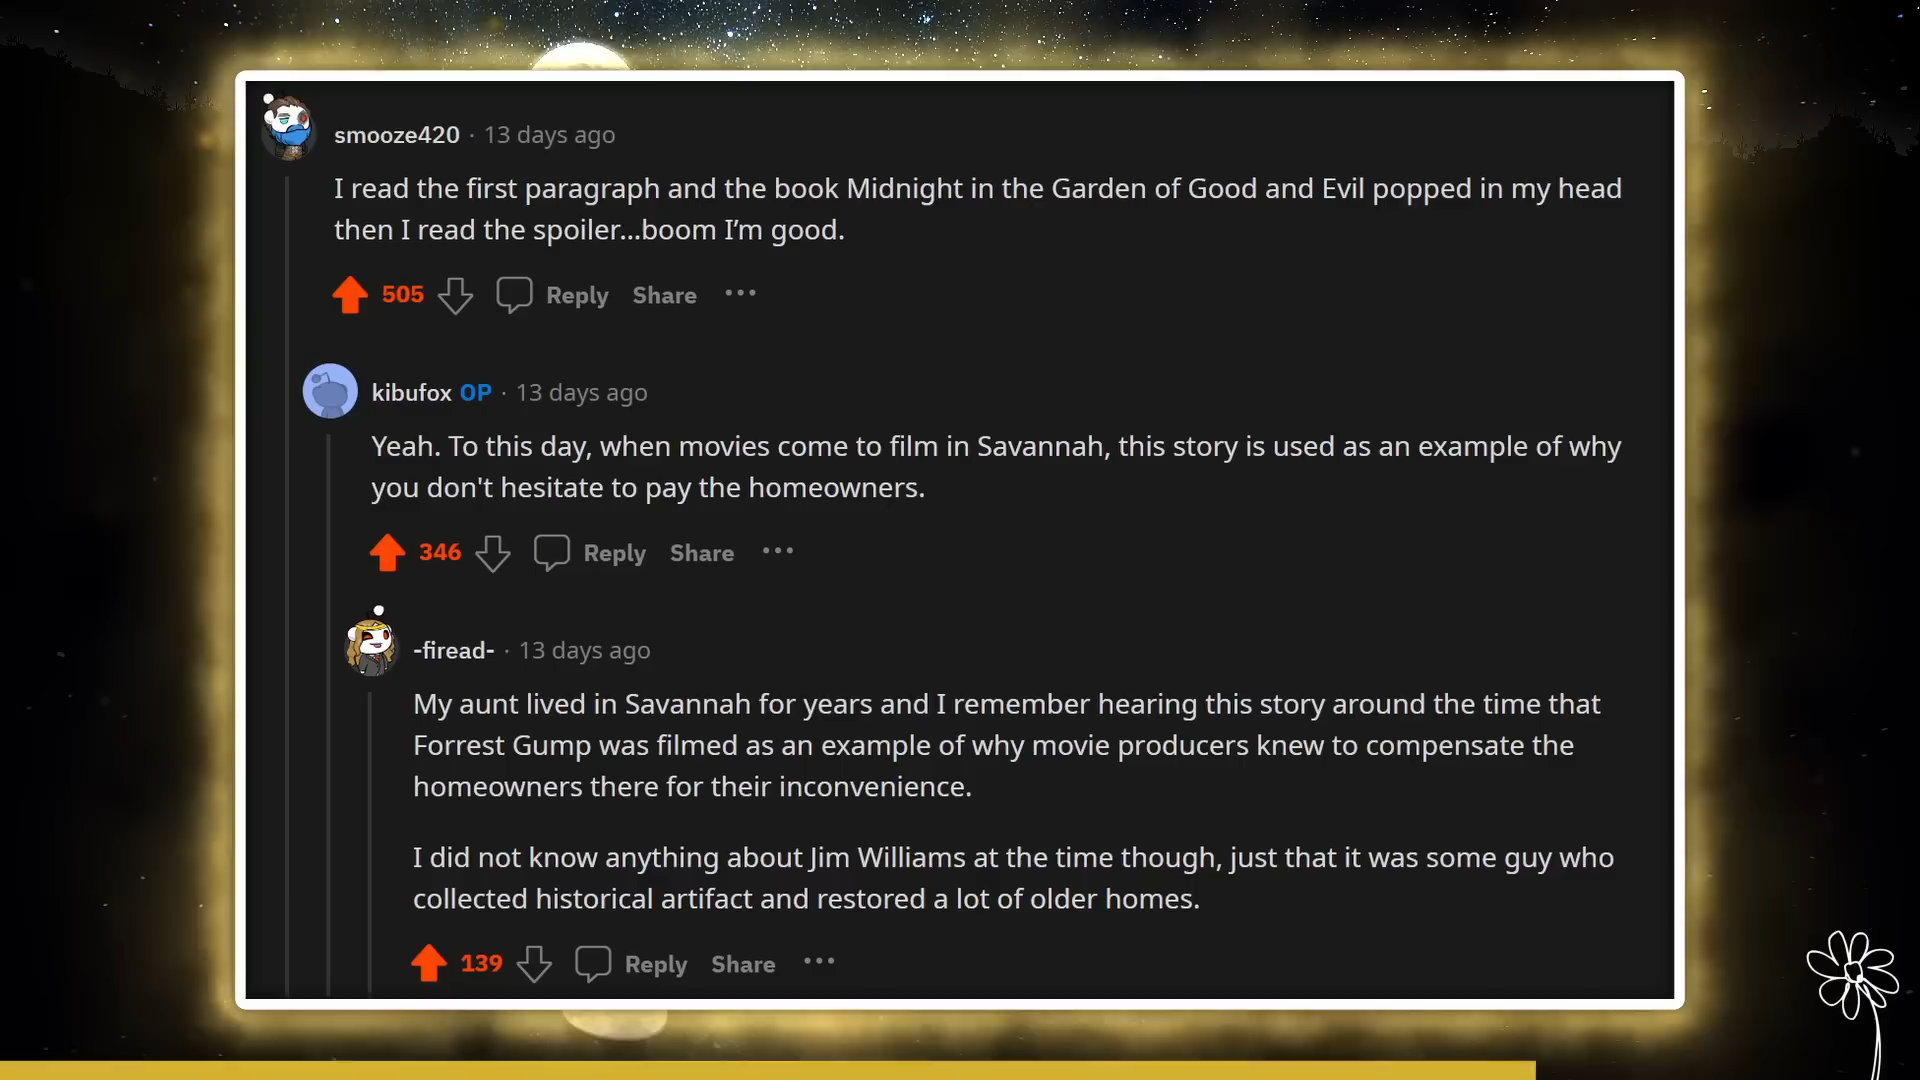 smooze420 · 13 days ago
I read the first paragraph and the book Midnight in the Garden of Good and Evil popped in my head
then I read the spoiler...boom I’m good.
505 Reply Share ···
kibufox OP · 13 days ago
Yeah. To this day, when movies come to film in Savannah, this story is used as an example of why
you don't hesitate to pay the homeowners.
346 Reply Share ···
-firead- · 13 days ago
My aunt lived in Savannah for years and I remember hearing this story around the time that
Forrest Gump was filmed as an example of why movie producers knew to compensate the
homeowners there for their inconvenience.
I did not know anything about Jim Williams at the time though, just that it was some guy who
collected historical artifact and restored a lot of older homes.
139 Reply Share ···